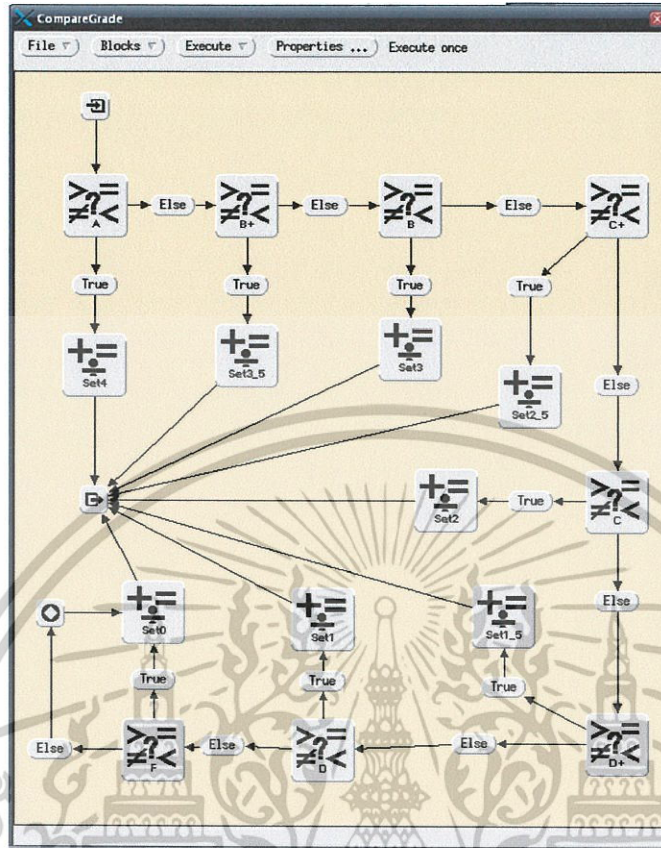 CompareGrade
File Blocks Execute Properties ... Execute once
A Else B+ Else B Else C+
True True True True
Set4 Set3_5 Set3 Set2_5 Else
Set2 True C
Else
Set0 Set1 Set1_5
True True True
Else F Else D Else D+